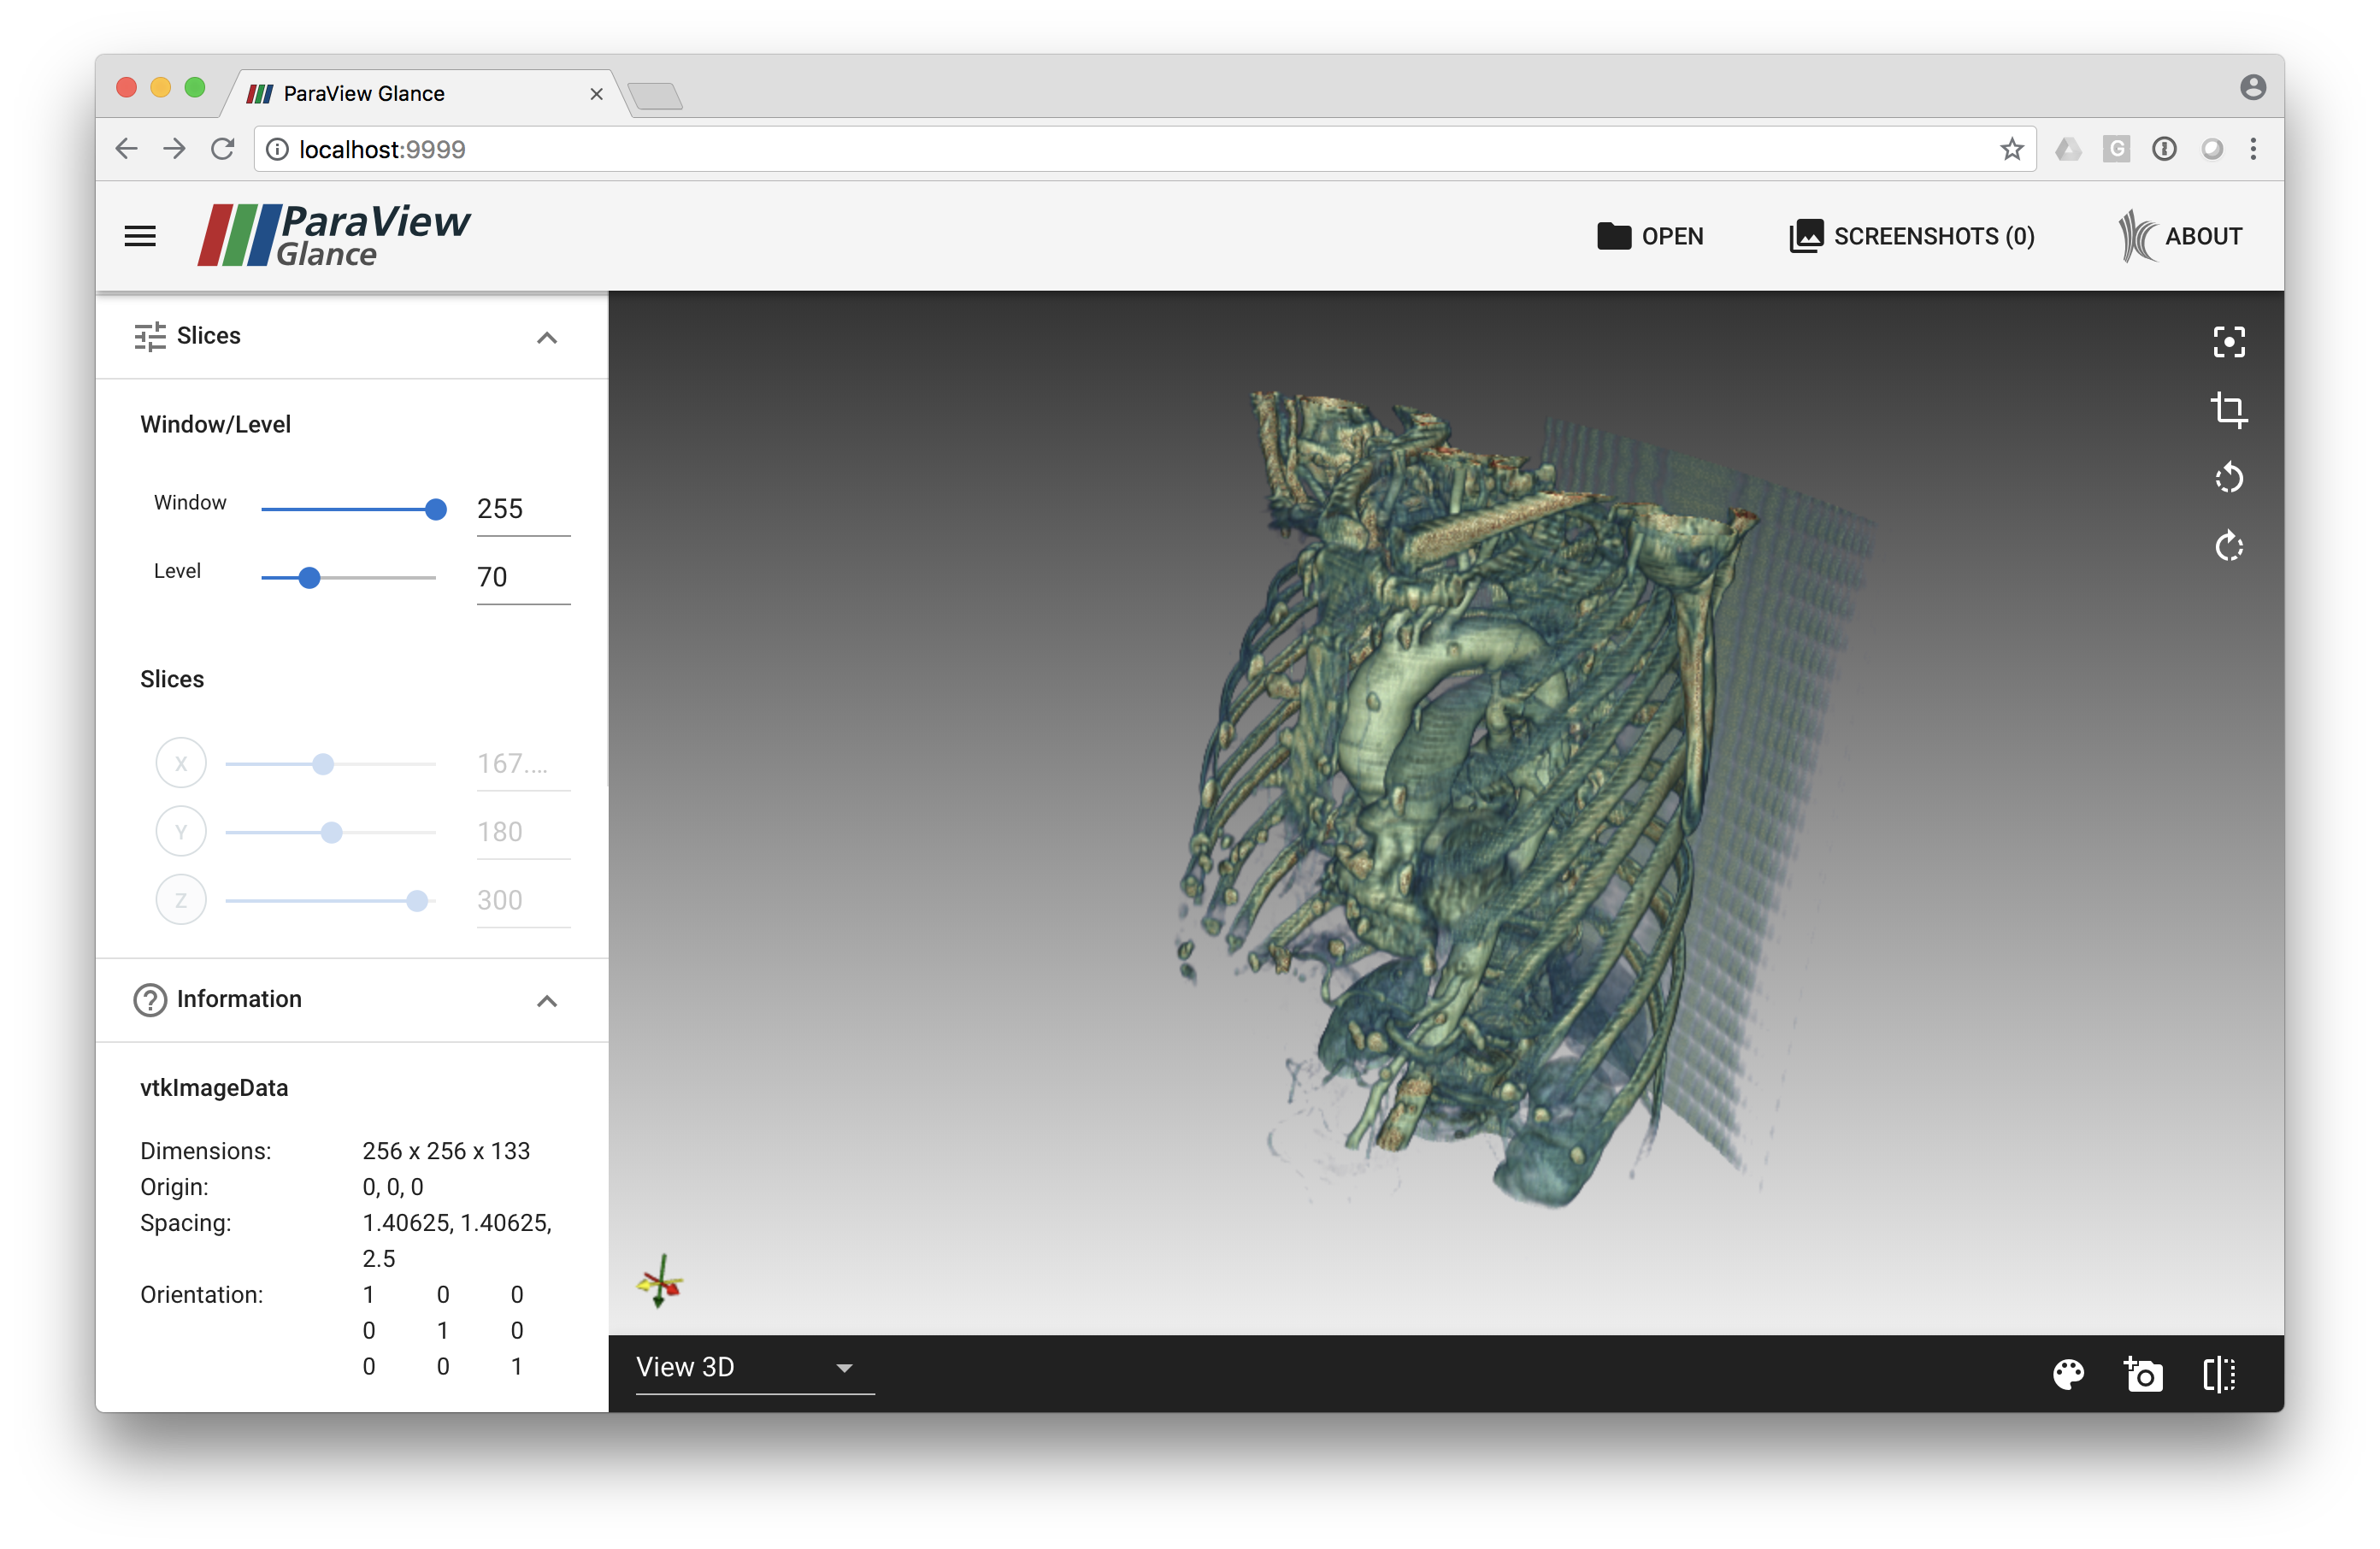 ParaView Glance
localhost:9999
ParaView
Glance
OPEN
SCREENSHOTS (0)
ABOUT
Slices
Window/Level
Window 255
Level 70
Slices
X 167....
Y 180
Z 300
Information
vtkImageData
Dimensions: 256 x 256 x 133
Origin: 0, 0, 0
Spacing: 1.40625, 1.40625,
2.5
Orientation: 1 0 0
0 1 0
0 0 1
View 3D